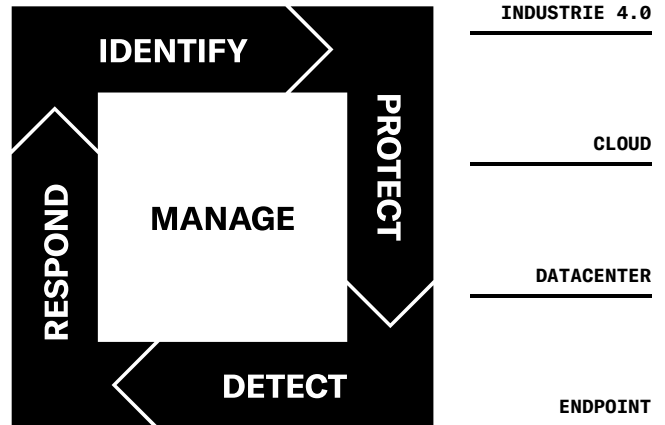 IDENTIFY
PROTECT
DETECT
RESPOND
MANAGE
INDUSTRIE 4.0
CLOUD
DATACENTER
ENDPOINT